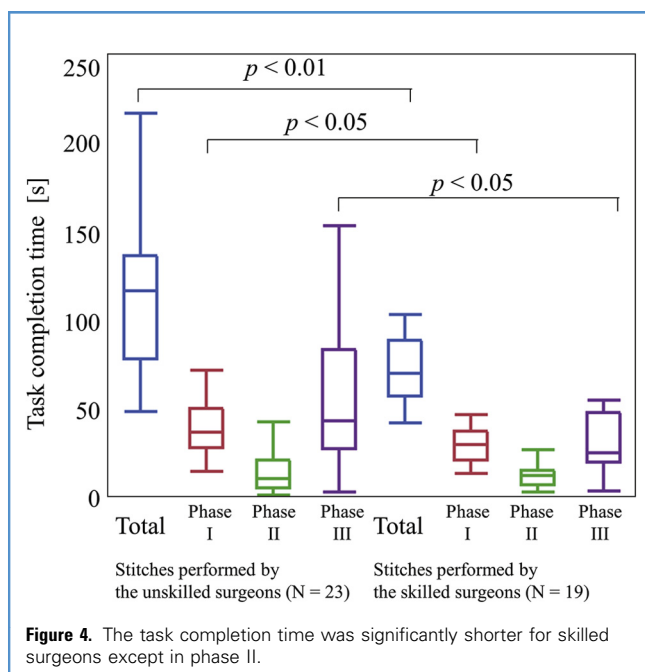 250
200
150
100
50
0
Task completion time [s]
p < 0.01
p < 0.05
p < 0.05
Total Phase I Phase II Phase III Total Phase I Phase II Phase III
Stitches performed by
the unskilled surgeons (N = 23)
Stitches performed by
the skilled surgeons (N = 19)
Figure 4. The task completion time was significantly shorter for skilled
surgeons except in phase II.